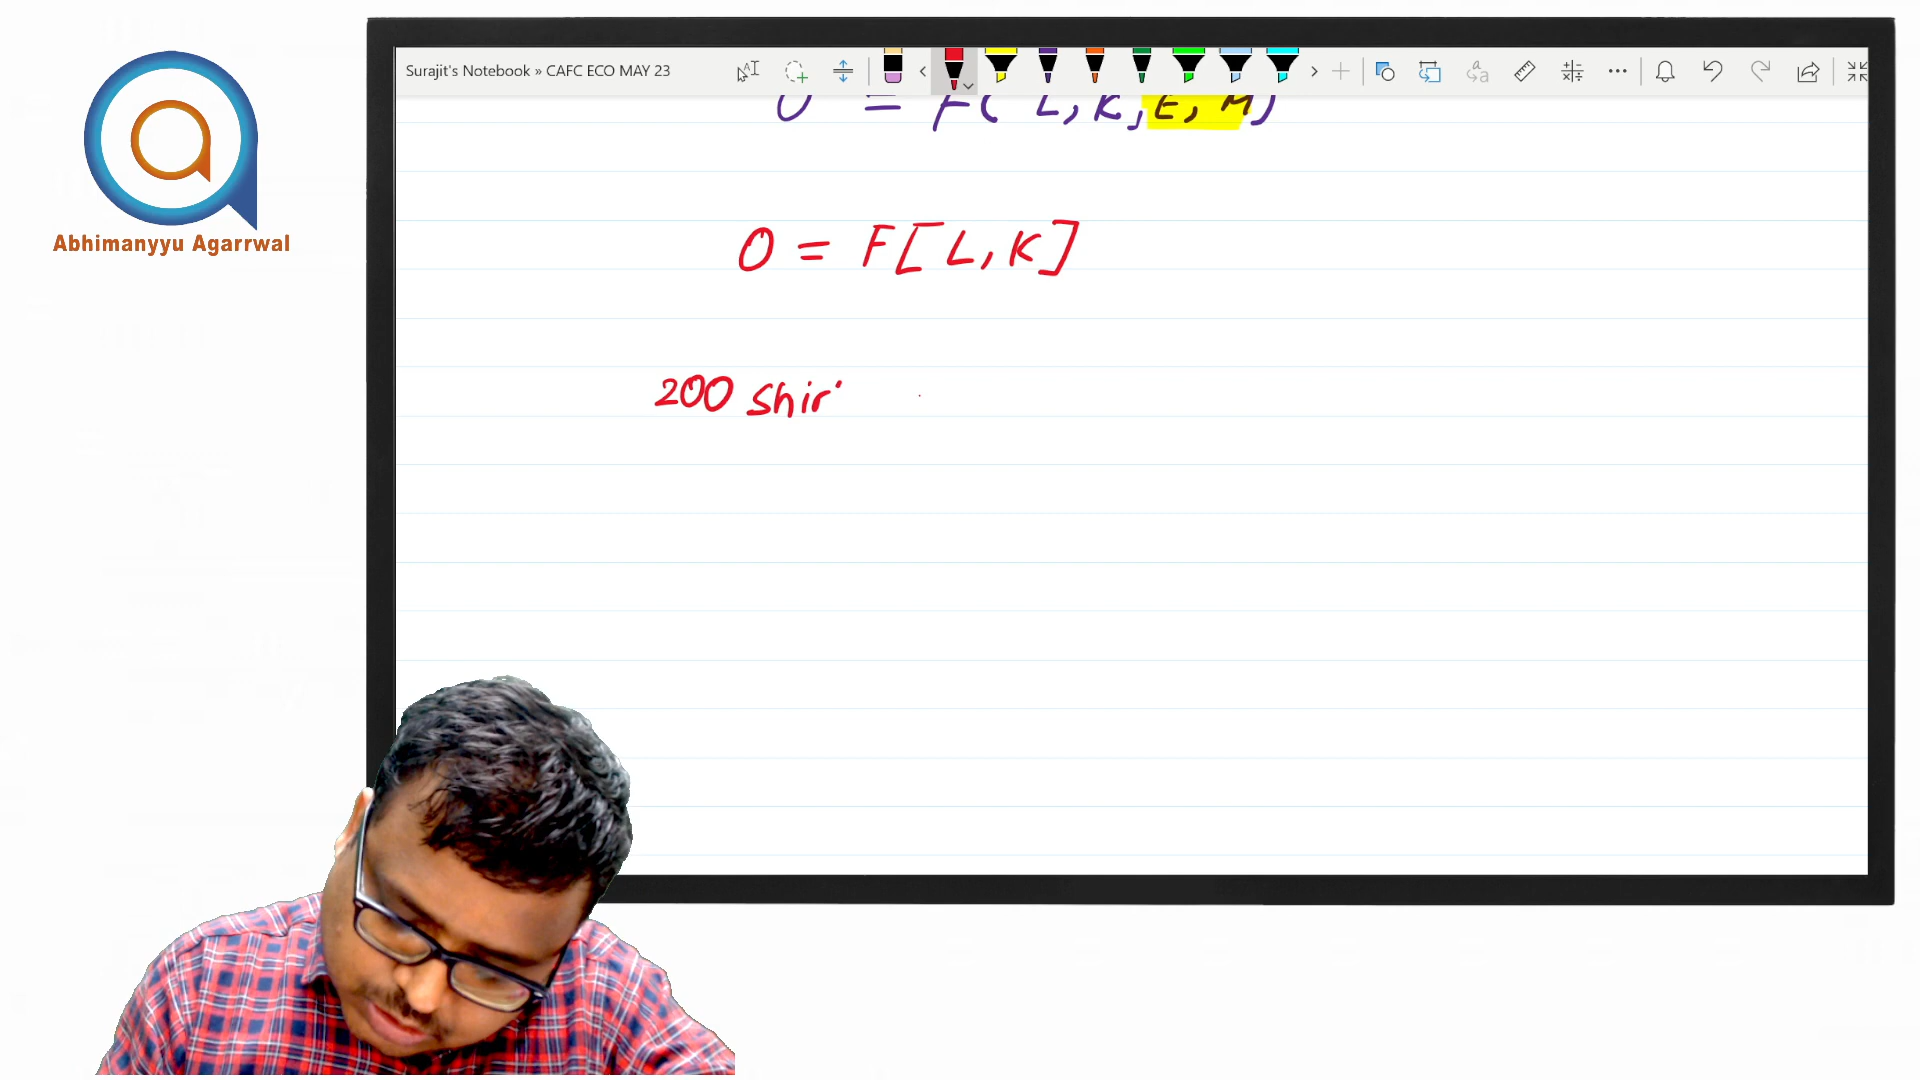 Surajit's Notebook » CAFC ECO MAY 23
O = F( L, K, E, M)
Abhimanyyu Agarrwal
O = F[L, K]
200 Shir